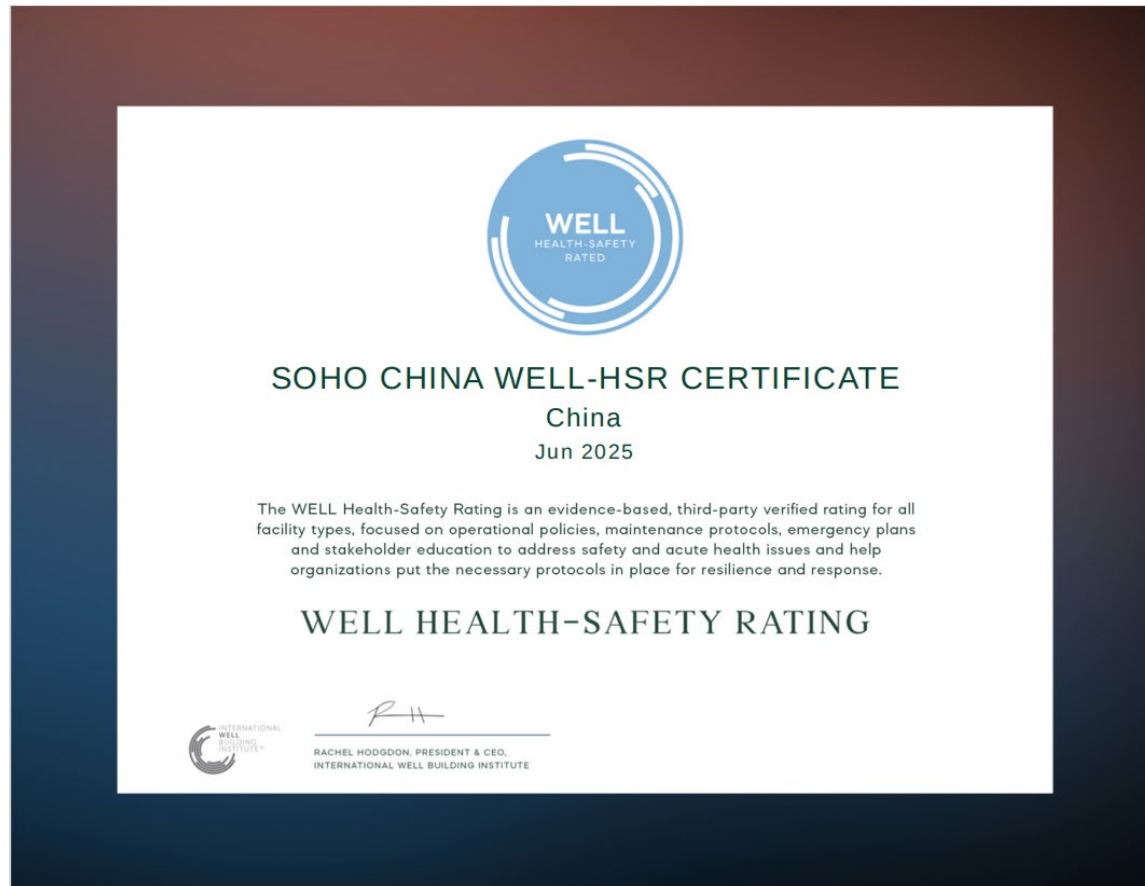 WELL
HEALTH-SAFETY
RATED
SOHO CHINA WELL-HSR CERTIFICATE
China
Jun 2025
The WELL Health-Safety Rating is an evidence-based, third-party verified rating for all
facility types, focused on operational policies, maintenance protocols, emergency plans
and stakeholder education to address safety and acute health issues and help
organizations put the necessary protocols in place for resilience and response.
WELL HEALTH-SAFETY RATING
INTERNATIONAL
WELL
BUILDING
INSTITUTE™
RACHEL HODGDON, PRESIDENT & CEO,
INTERNATIONAL WELL BUILDING INSTITUTE